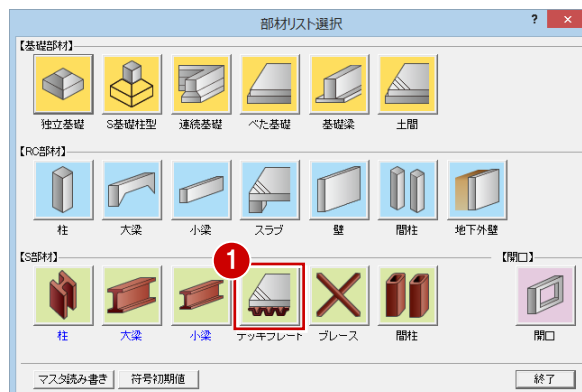 部材リスト選択 ? ×
【基礎部材】
独立基礎 S基礎柱型 連続基礎 べた基礎 基礎梁 土間
【RC部材】
柱 大梁 小梁 スラブ 壁 間柱 地下外壁
1
【S部材】 【開口】
柱 大梁 小梁 デッキプレート ブレース 間柱 開口
マスタ読み書き 符号初期値 終了